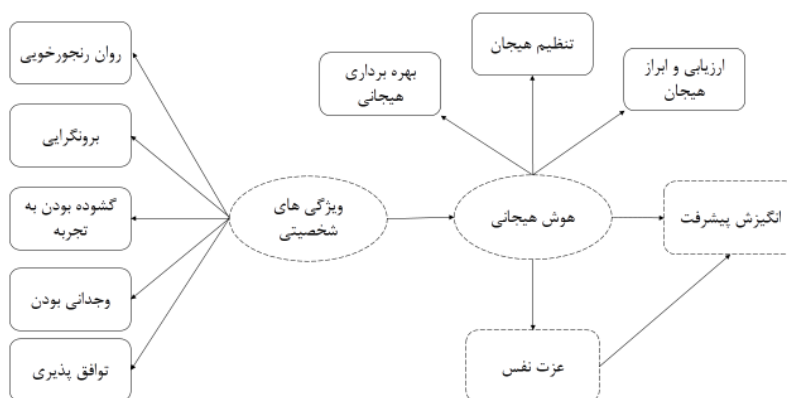 روان رنجورخویی
برونگرایی
گشوده بودن به
تجربه
وجدانی بودن
توافق پذیری
ویژگی های
شخصیتی
بهره برداری
هیجانی
تنظیم هیجان
ارزیابی و ابراز
هیجان
هوش هیجانی
انگیزش پیشرفت
عزت نفس